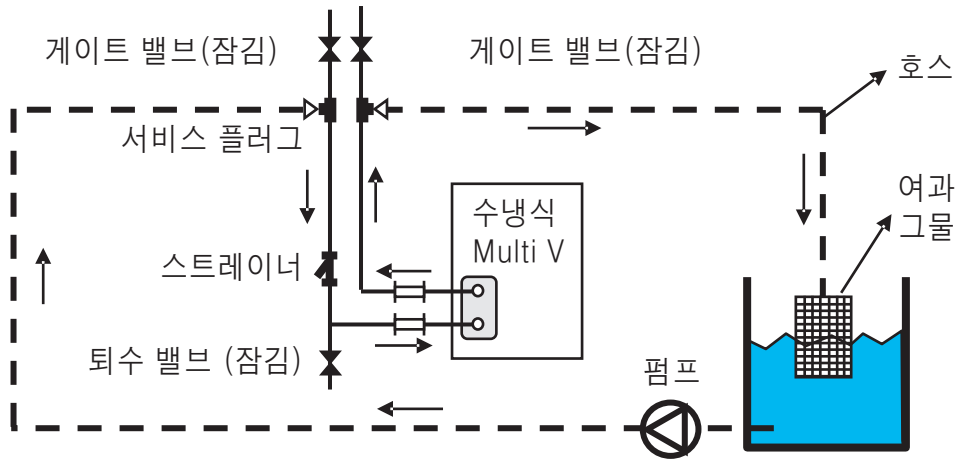 게이트 밸브(잠김)
게이트 밸브(잠김)
호스
서비스 플러그
여과
그물
수냉식
Multi V
스트레이너
퇴수 밸브 (잠김)
펌프